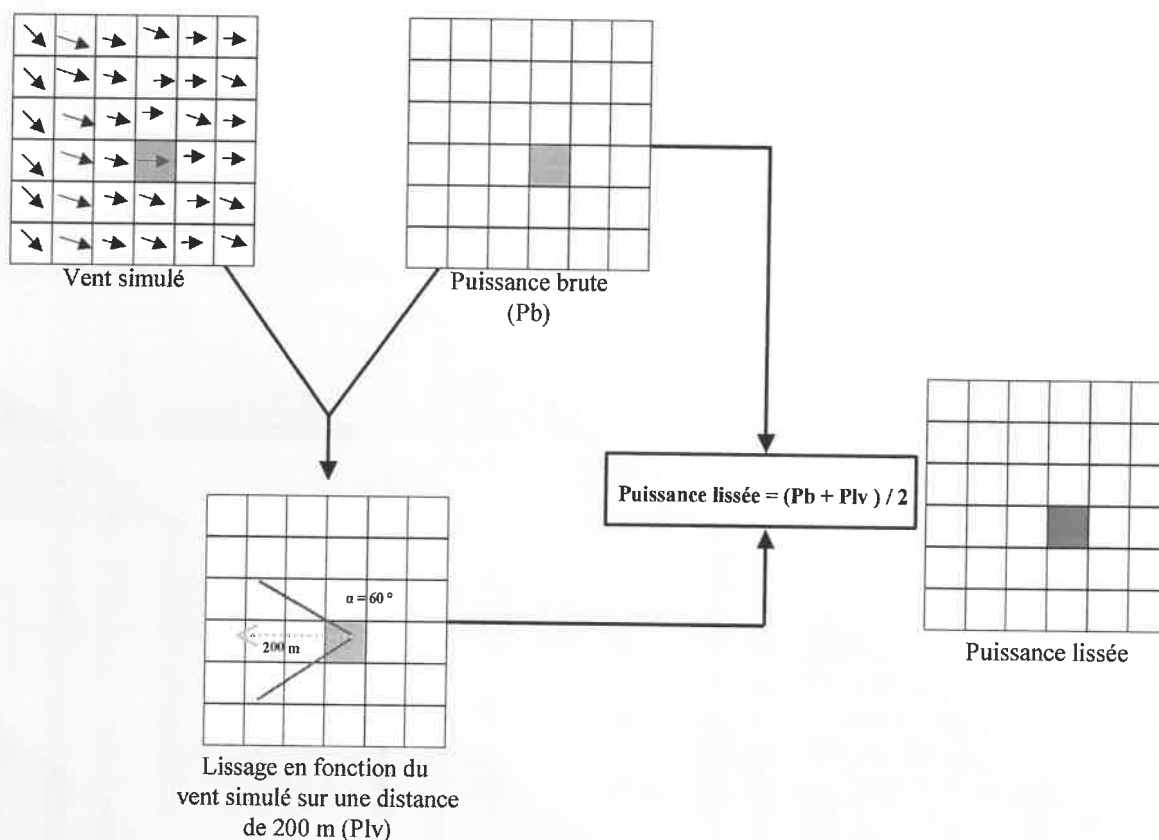 Vent simulé
Puissance brute
(Pb)
Puissance lissée = (Pb + Plv ) / 2
α = 60 °
200 m
Puissance lissée
Lissage en fonction du
vent simulé sur une distance
de 200 m (Plv)